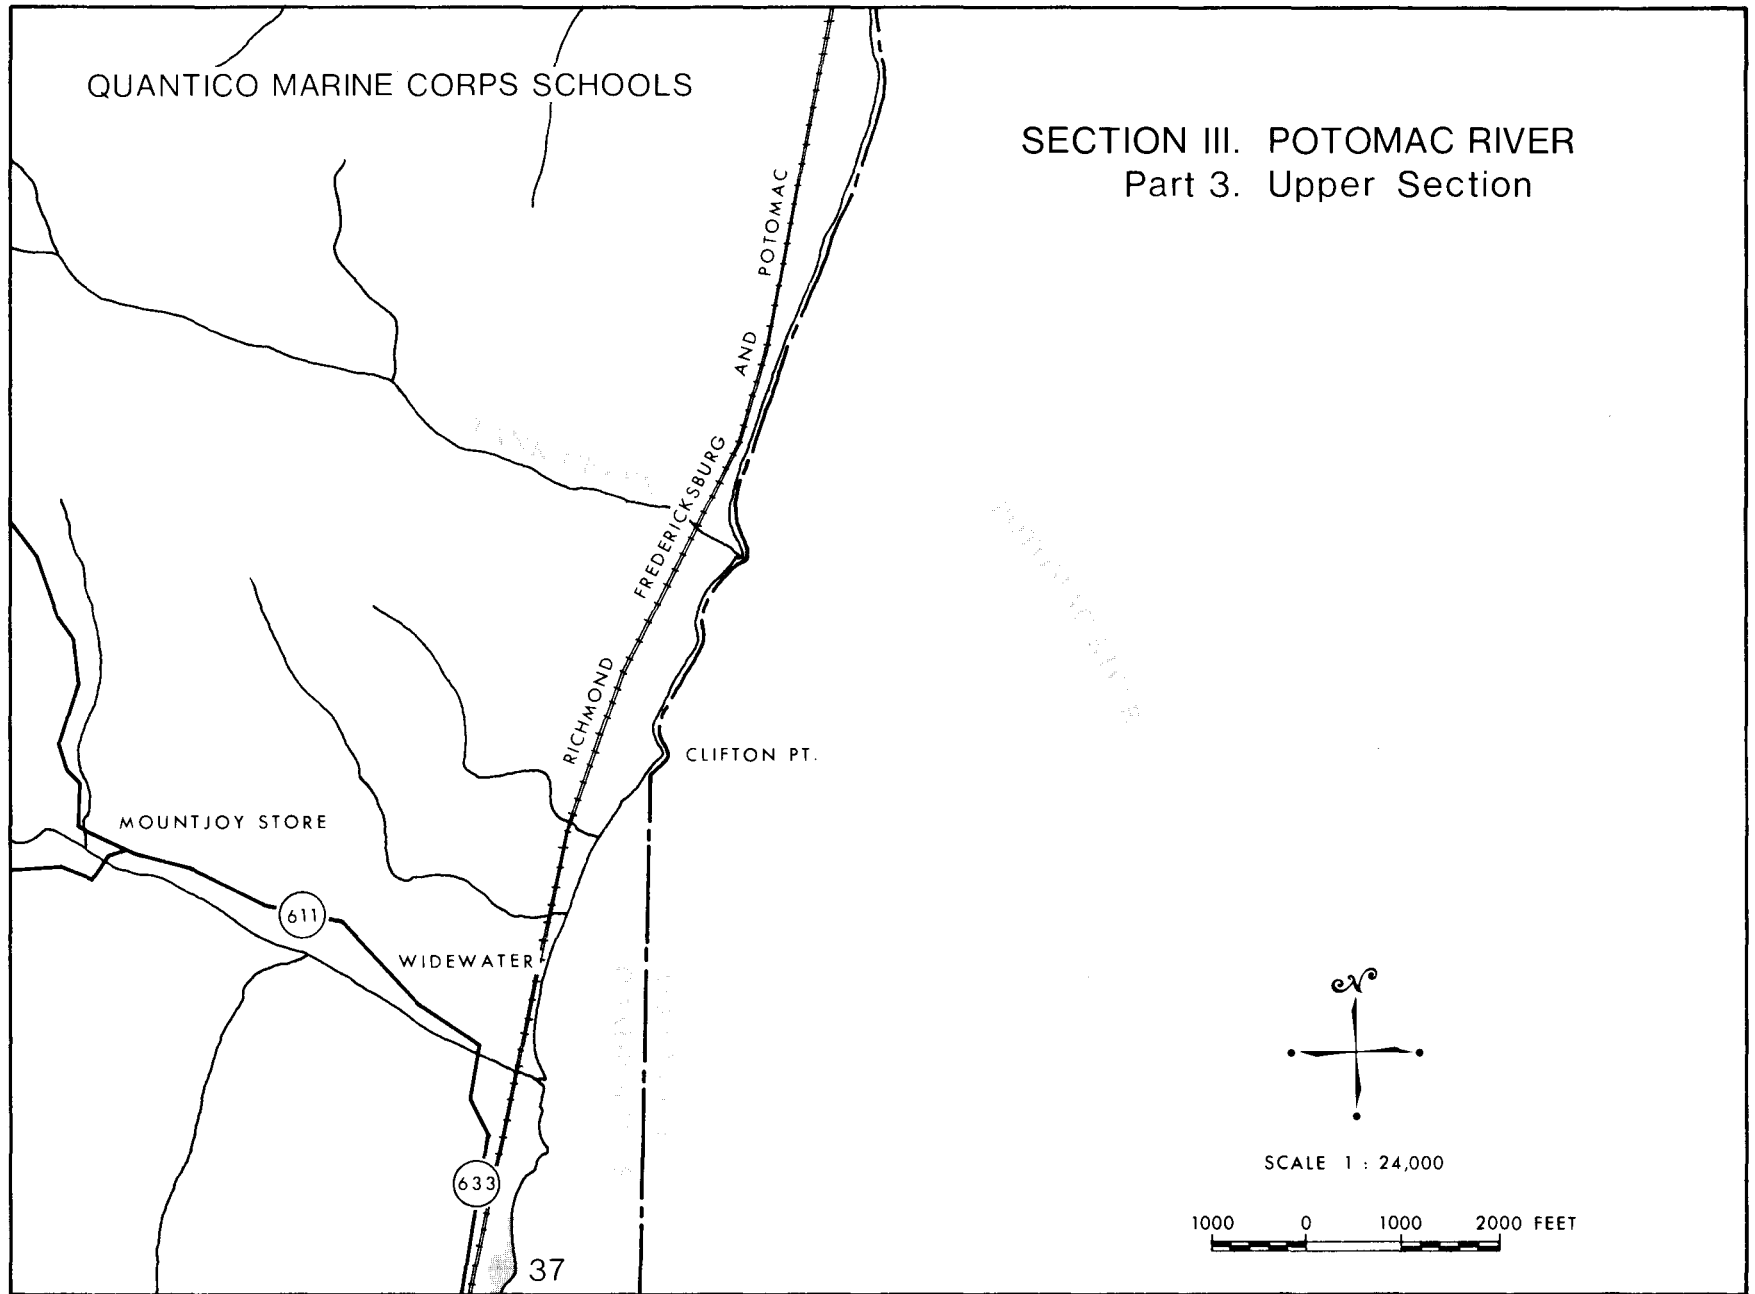 QUANTICO MARINE CORPS SCHOOLS
SECTION III. POTOMAC RIVER
Part 3. Upper Section
RICHMOND FREDERICKSBURG AND POTOMAC
CLIFTON PT.
MOUNTJOY STORE
611
WIDEWATER
633
37
N
SCALE 1 : 24,000
1000 0 1000 2000 FEET